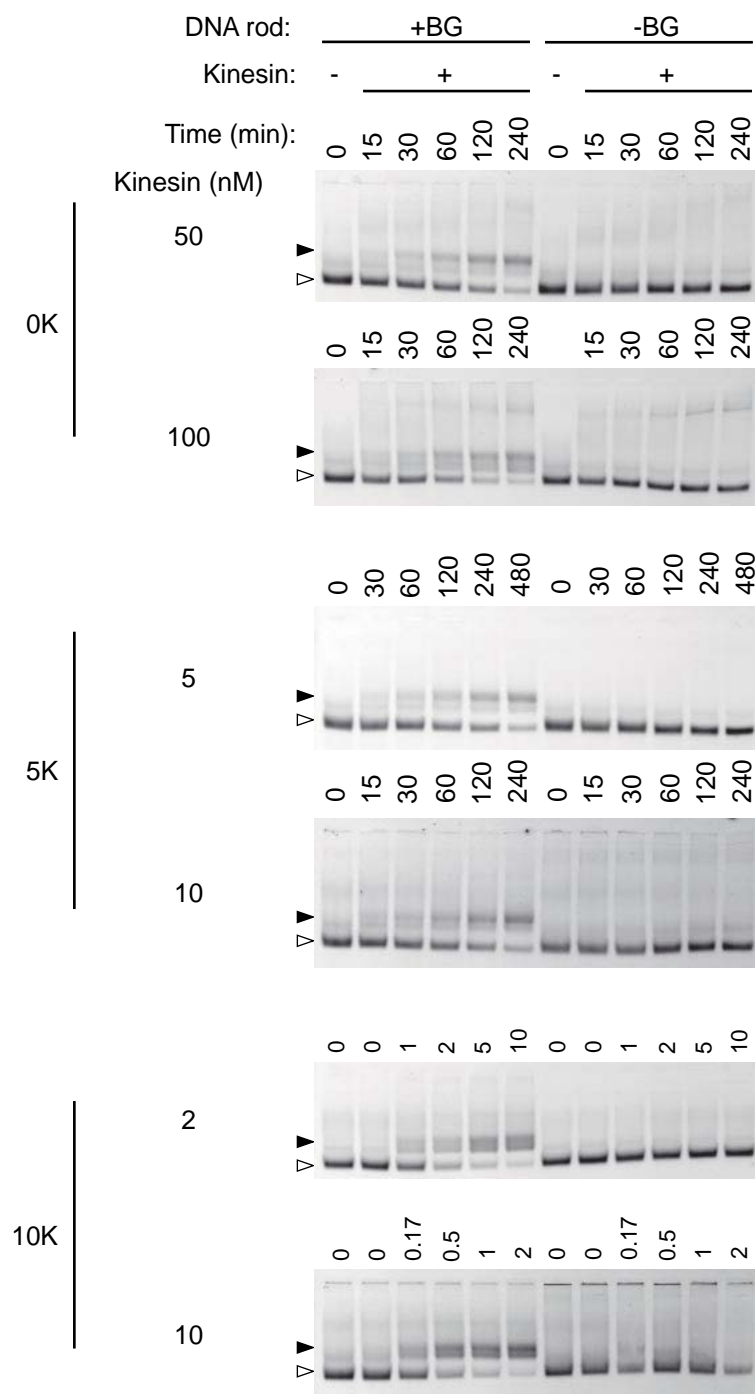 DNA rod: +BG -BG
Kinesin: - + - +
Time (min): 0 15 30 60 120 240 0 15 30 60 120 240
Kinesin (nM)
50
0K
0 15 30 60 120 240 0 15 30 60 120 240
100
0 30 60 120 240 480 0 30 60 120 240 480
5
5K
0 15 30 60 120 240 0 15 30 60 120 240
10
0 0 1 2 5 10 0 0 1 2 5 10
2
10K
0 0 0.17 0.5 1 2 0 0 0.17 0.5 1 2
10